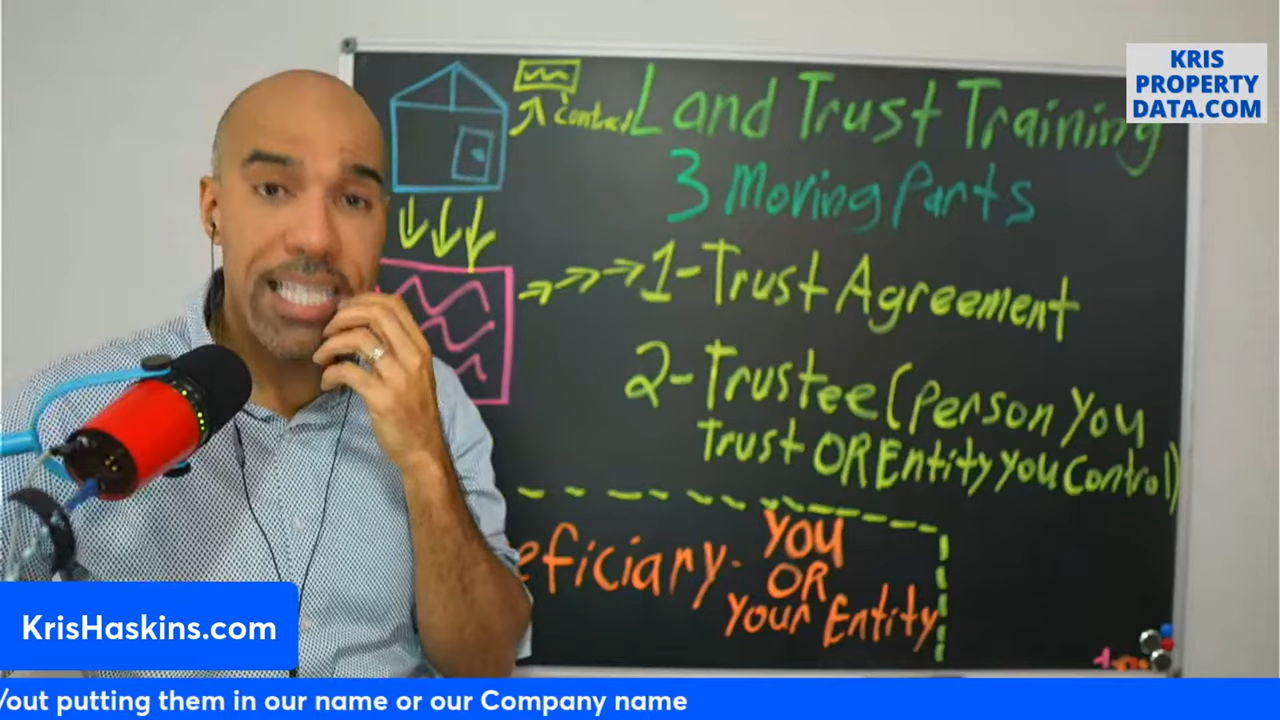 KRIS
PROPERTY
DATA.COM
Contract
Land Trust Training
3 Moving Parts
1-Trust Agreement
2-Trustee (Person You
Trust OR Entity You Control)
eficiary- You
OR
Your Entity
KrisHaskins.com
/out putting them in our name or our Company name